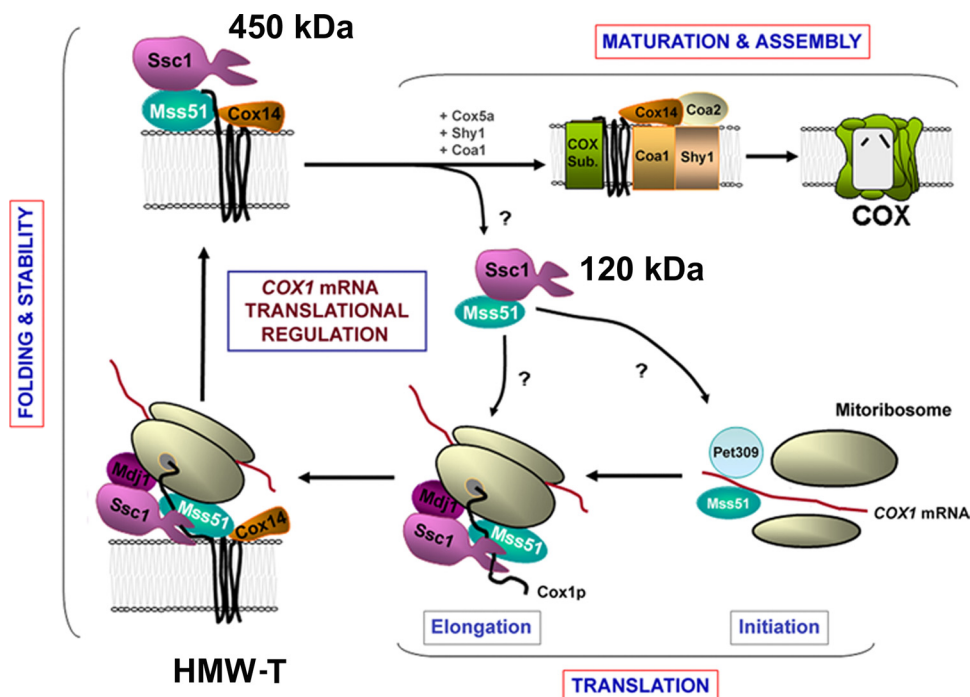 450 kDa
MATURATION & ASSEMBLY
Ssc1
Mss51
Cox14
+ Cox5a
+ Shy1
+ Coa1
Cox14
Coa2
COX
Sub.
Coa1
Shy1
COX
?
FOLDING & STABILITY
COX1 mRNA
TRANSLATIONAL
REGULATION
Ssc1
120 kDa
Mss51
?
?
Mitoribosome
Pet309
Mss51
COX1 mRNA
Mdj1
Ssc1
Mss51
Cox14
Mdj1
Ssc1
Mss51
Cox1p
Elongation
Initiation
HMW-T
TRANSLATION